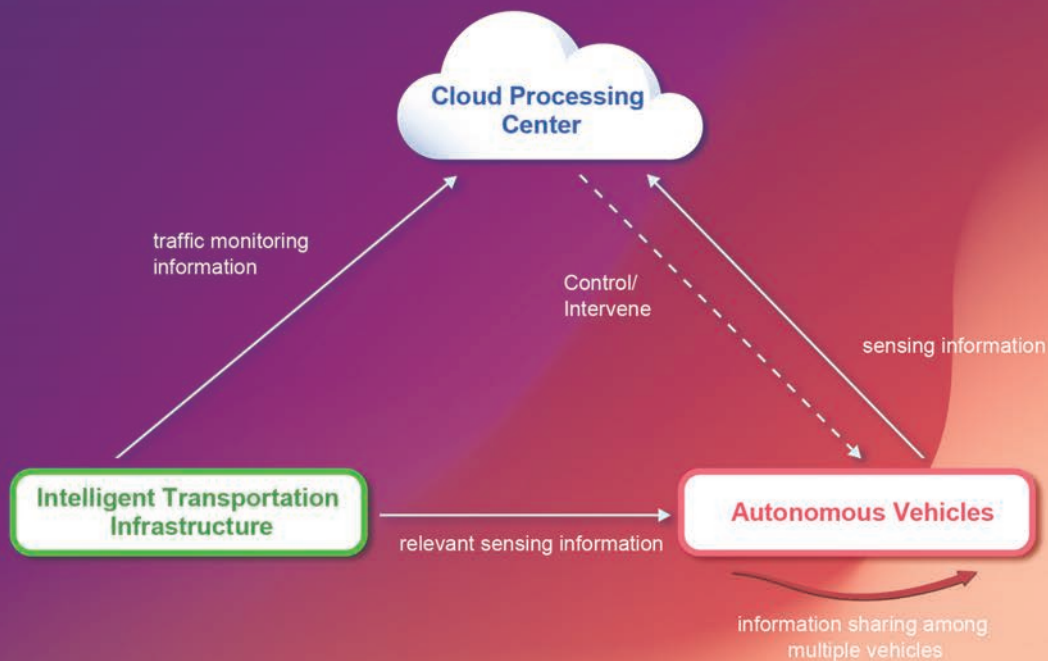 Cloud Processing
Center
traffic monitoring
information
Control/
Intervene
sensing information
Intelligent Transportation
Infrastructure
relevant sensing information
Autonomous Vehicles
information sharing among
multiple vehicles